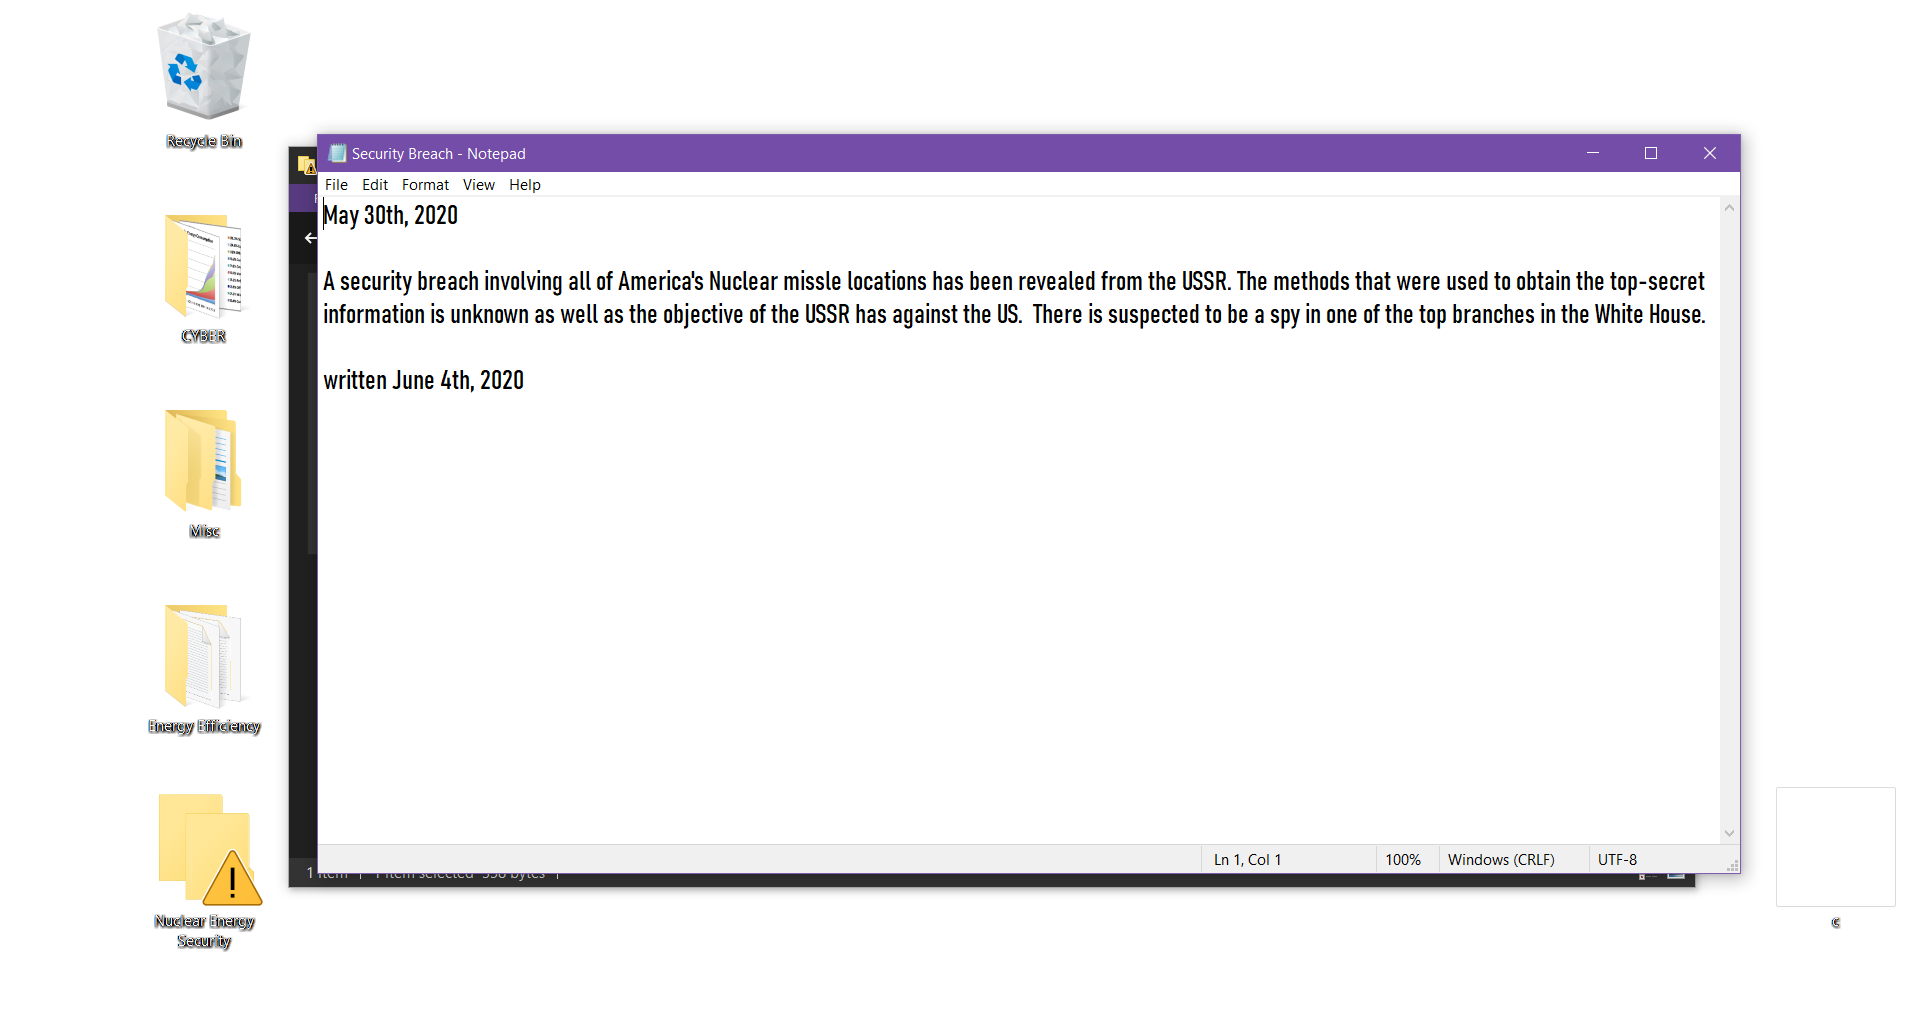 Recycle Bin
CYBER
Misc
Energy Efficiency
Nuclear Energy
Security
Security Breach - Notepad
File Edit Format View Help
May 30th, 2020
A security breach involving all of America's Nuclear missle locations has been revealed from the USSR. The methods that were used to obtain the top-secret
information is unknown as well as the objective of the USSR has against the US.  There is suspected to be a spy in one of the top branches in the White House.
written June 4th, 2020
Ln 1, Col 1 100% Windows (CRLF) UTF-8
1 item 1 item selected 358 bytes
c